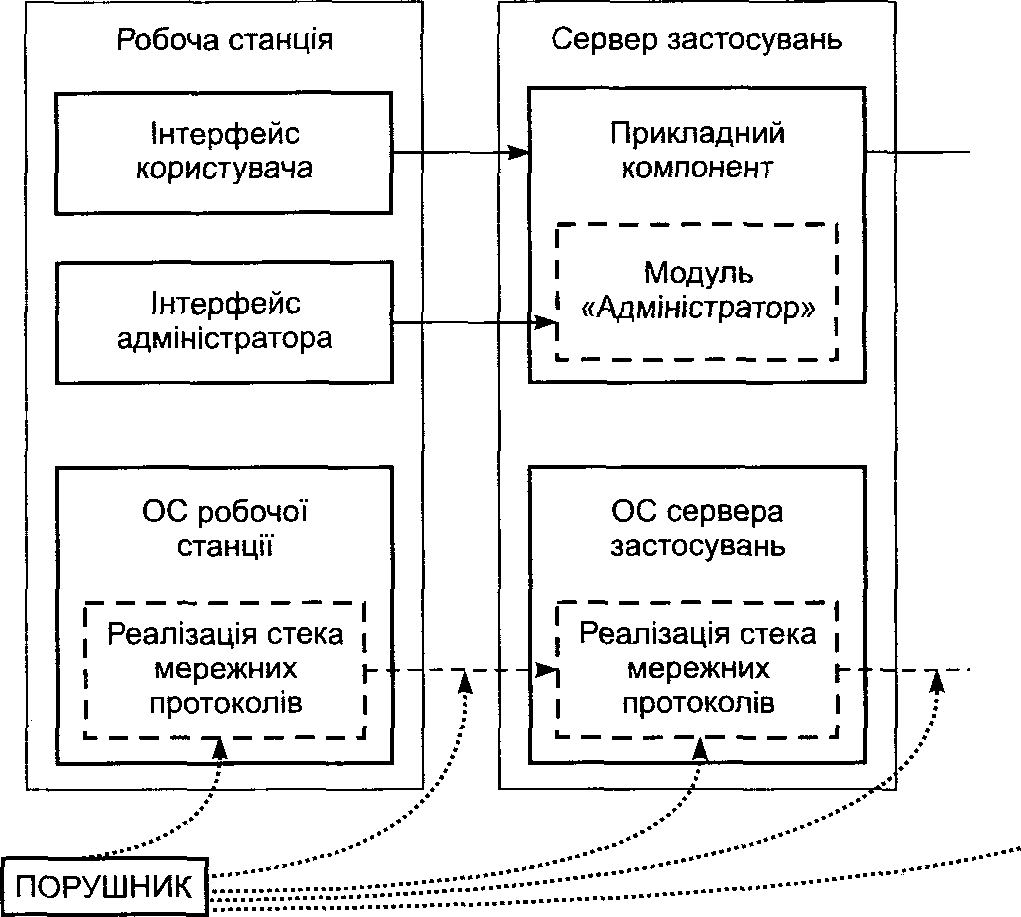 Робоча станція
Сервер застосувань
Інтерфейс
користувача
Прикладний
компонент
Модуль
«Адміністратор»
Інтерфейс
адміністратора
ОС робочої
станції
Реалізація стека
мережних
протоколів
ОС сервера
застосувань
Реалізація стека
мережних
протоколів
ПОРУШНИК